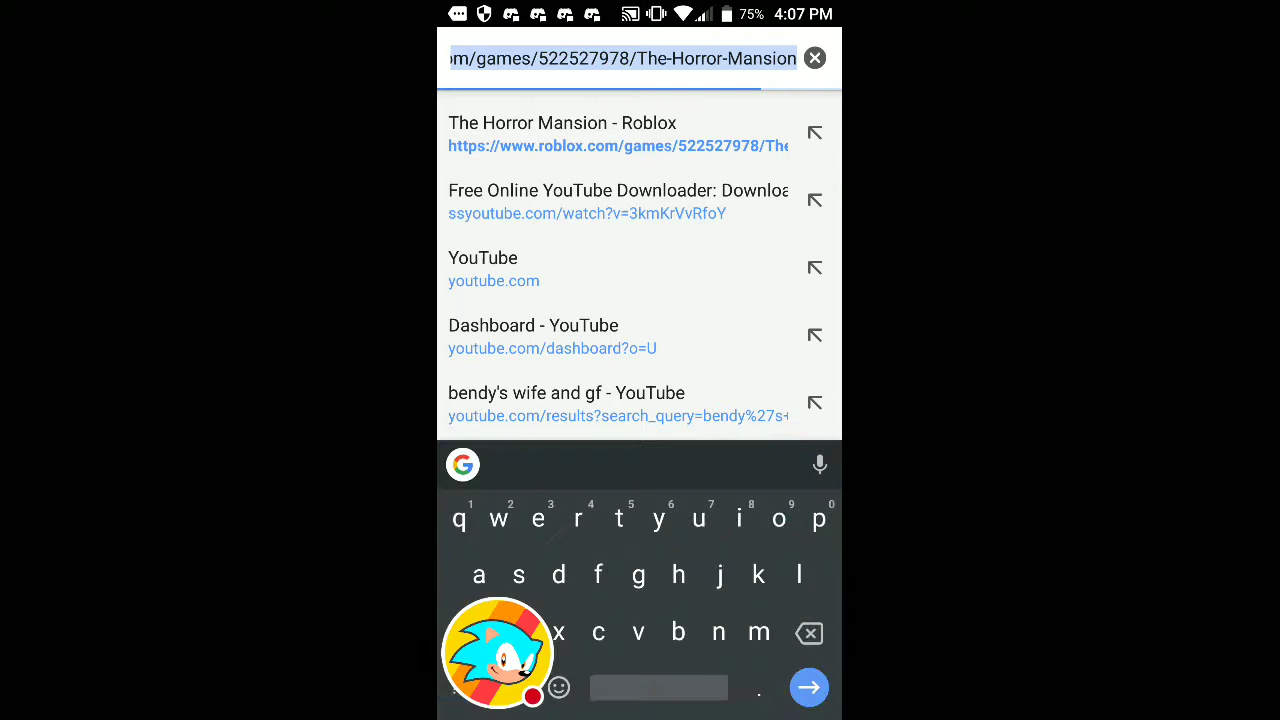 75% 4:07 PM
om/games/522527978/The-Horror-Mansion
The Horror Mansion - Roblox
https://www.roblox.com/games/522527978/The
Free Online YouTube Downloader: Downloa
ssyoutube.com/watch?v=3kmKrVvRfoY
YouTube
youtube.com
Dashboard - YouTube
youtube.com/dashboard?o=U
bendy's wife and gf - YouTube
youtube.com/results?search_query=bendy%27s+
G
1 2 3 4 5 6 7 8 9 0
q w e r t y u i o p
a s d f g h j k l
x c v b n m
.